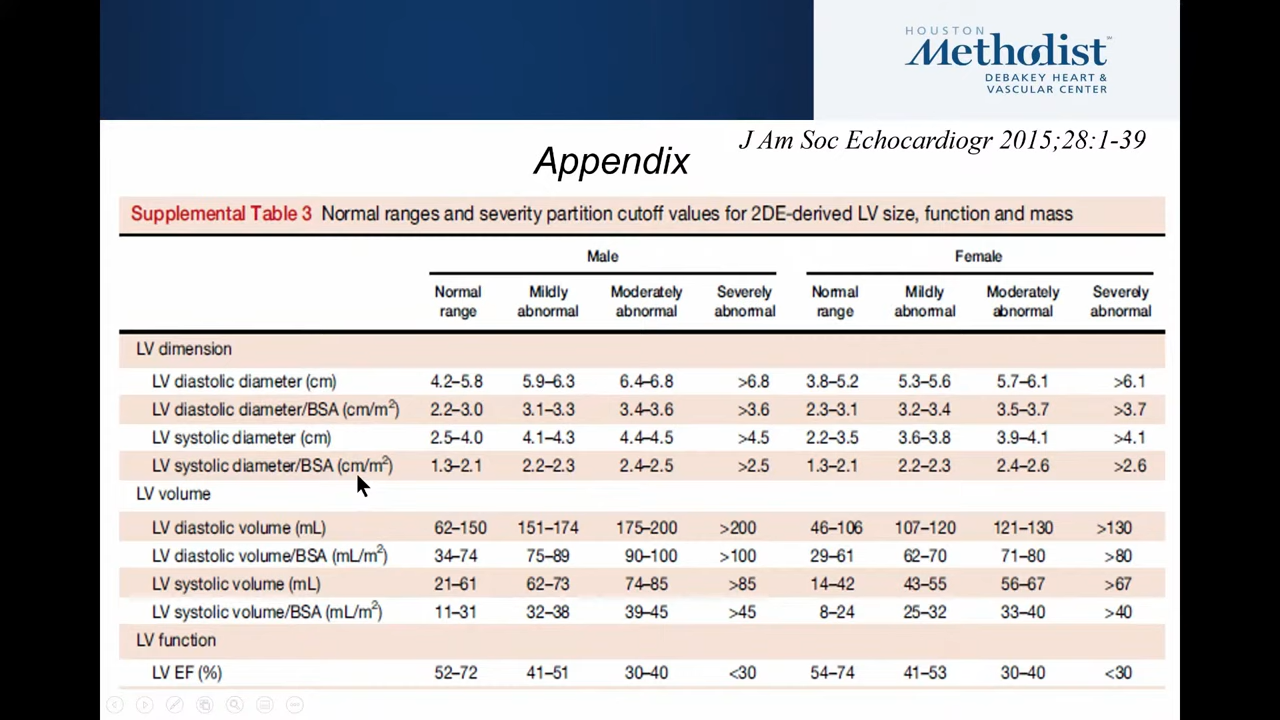 HOUSTON
Methodist
DEBAKEY HEART &
VASCULAR CENTER
J Am Soc Echocardiogr 2015;28:1-39
Appendix
Supplemental Table 3 Normal ranges and severity partition cutoff values for 2DE-derived LV size, function and mass
Male Female
Normal range Mildly abnormal Moderately abnormal Severely abnormal Normal range Mildly abnormal Moderately abnormal Severely abnormal
LV dimension
LV diastolic diameter (cm) 4.2–5.8 5.9–6.3 6.4–6.8 >6.8 3.8–5.2 5.3–5.6 5.7–6.1 >6.1
LV diastolic diameter/BSA (cm/m²) 2.2–3.0 3.1–3.3 3.4–3.6 >3.6 2.3–3.1 3.2–3.4 3.5–3.7 >3.7
LV systolic diameter (cm) 2.5–4.0 4.1–4.3 4.4–4.5 >4.5 2.2–3.5 3.6–3.8 3.9–4.1 >4.1
LV systolic diameter/BSA (cm/m²) 1.3–2.1 2.2–2.3 2.4–2.5 >2.5 1.3–2.1 2.2–2.3 2.4–2.6 >2.6
LV volume
LV diastolic volume (mL) 62–150 151–174 175–200 >200 46–106 107–120 121–130 >130
LV diastolic volume/BSA (mL/m²) 34–74 75–89 90–100 >100 29–61 62–70 71–80 >80
LV systolic volume (mL) 21–61 62–73 74–85 >85 14–42 43–55 56–67 >67
LV systolic volume/BSA (mL/m²) 11–31 32–38 39–45 >45 8–24 25–32 33–40 >40
LV function
LV EF (%) 52–72 41–51 30–40 <30 54–74 41–53 30–40 <30